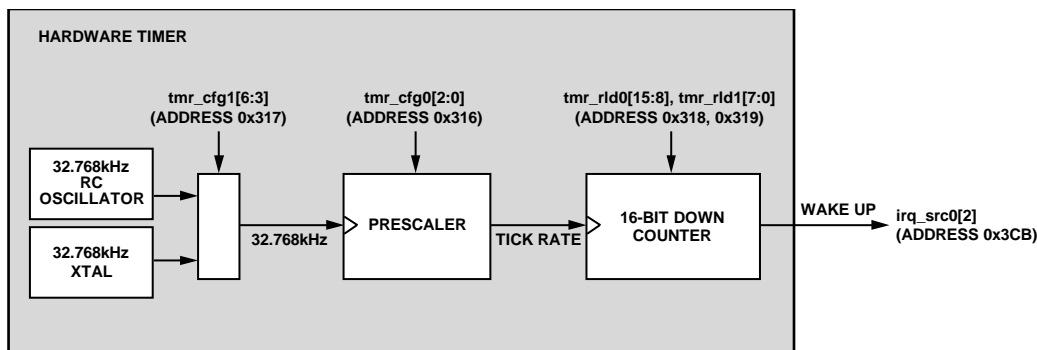 HARDWARE TIMER
tmr_cfg1[6:3]
(ADDRESS 0x317)
tmr_cfg0[2:0]
(ADDRESS 0x316)
tmr_rld0[15:8], tmr_rld1[7:0]
(ADDRESS 0x318, 0x319)
32.768kHz
RC
OSCILLATOR
32.768kHz
XTAL
32.768kHz
PRESCALER
TICK RATE
16-BIT DOWN
COUNTER
WAKE UP
irq_src0[2]
(ADDRESS 0x3CB)